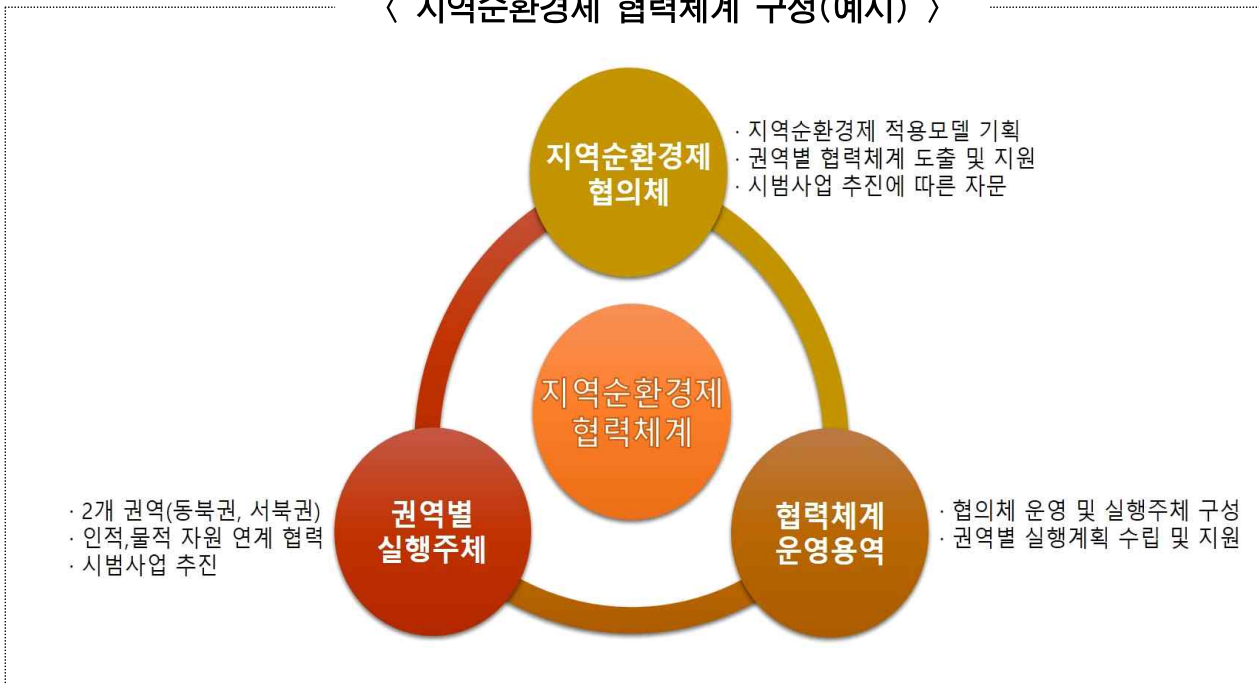 〈 지역순환경제 협력체계 구성(예시) 〉
지역순환경제
협의체
· 지역순환경제 적용모델 기획
· 권역별 협력체계 도출 및 지원
· 시범사업 추진에 따른 자문
지역순환경제
협력체계
· 2개 권역(동북권, 서북권)
· 인적,물적 자원 연계 협력
· 시범사업 추진
권역별
실행주체
협력체계
운영용역
· 협의체 운영 및 실행주체 구성
· 권역별 실행계획 수립 및 지원